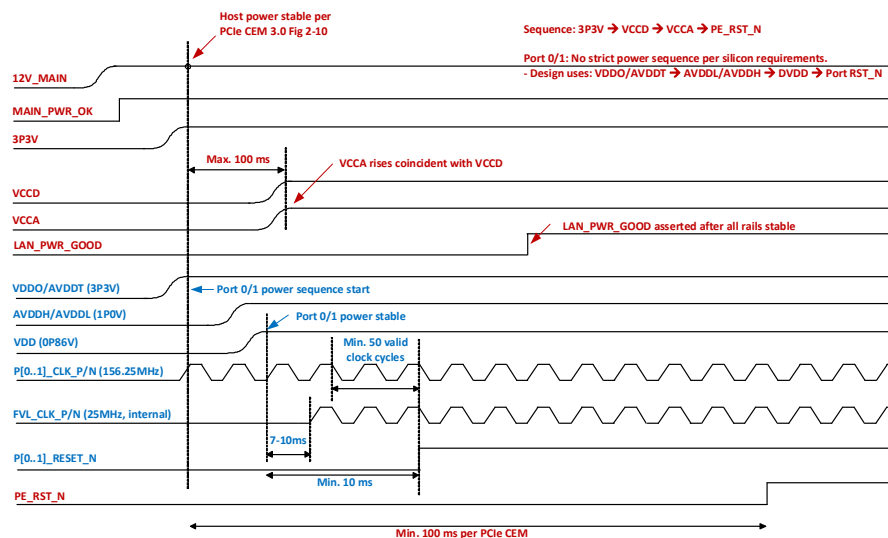 Host power stable per
PCIe CEM 3.0 Fig 2-10
Sequence: 3P3V → VCCD → VCCA → PE_RST_N
Port 0/1: No strict power sequence per silicon requirements.
- Design uses: VDDO/AVDDT → AVDDL/AVDDH → DVDD → Port RST_N
12V_MAIN
MAIN_PWR_OK
3P3V
Max. 100 ms
VCCA rises coincident with VCCD
VCCD
VCCA
LAN_PWR_GOOD
LAN_PWR_GOOD asserted after all rails stable
VDDO/AVDDT (3P3V)
Port 0/1 power sequence start
AVDDH/AVDDL (1P0V)
Port 0/1 power stable
VDD (0P86V)
Min. 50 valid
clock cycles
P[0..1]_CLK_P/N (156.25MHz)
FVL_CLK_P/N (25MHz, internal)
7-10ms
P[0..1]_RESET_N
Min. 10 ms
PE_RST_N
Min. 100 ms per PCIe CEM